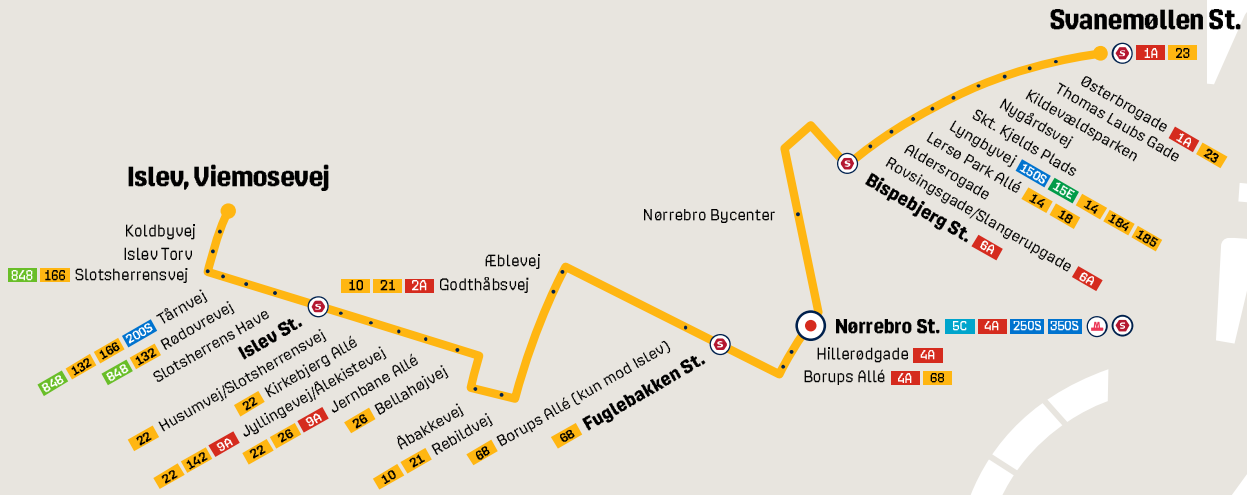 Svanemøllen St.
S 1A 23
Østerbrogade 1A 23
Thomas Laubs Gade
Kildevældsparken
Nygårdsvej
Skt. Kjelds Plads
Lyngbyvej 150S 15E 14 184 185
Lersø Park Allé 14 18
Aldersrogade
Rovsingsgade/Slangerupgade 6A
S
Bispebjerg St. 6A
Nørrebro Bycenter
Nørrebro St. 5C 4A 250S 350S M S
Hillerødgade 4A
Borups Allé 4A 68
Islev, Viemosevej
Koldbyvej
Islev Torv
848 166 Slotsherrensvej
848 132 166 200S Tårnvej
848 132 Rødovrevej
Slotsherrens Have
S
Islev St.
22 Husumvej/Slotsherrensvej
22 Kirkebjerg Allé
22 142 9A Jyllingevej/Ålekistevej
22 26 9A Jernbane Allé
26 Bellahøjvej
Åbakkevej
10 21 Rebildvej
10 21 2A Godthåbsvej
Æblevej
68 Borups Allé (kun mod Islev)
S
68 Fuglebakken St.